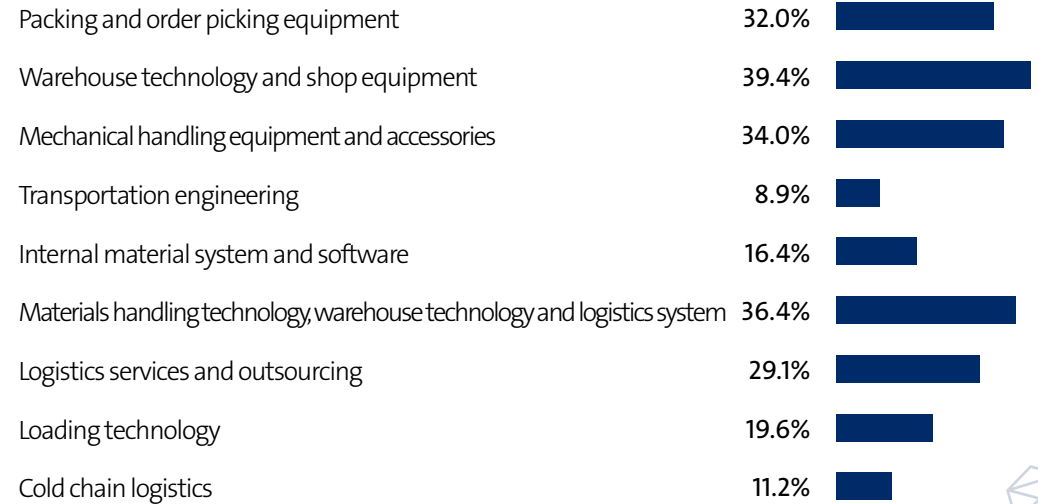 Packing and order picking equipment 32.0%
Warehouse technology and shop equipment 39.4%
Mechanical handling equipment and accessories 34.0%
Transportation engineering 8.9%
Internal material system and software 16.4%
Materials handling technology, warehouse technology and logistics system 36.4%
Logistics services and outsourcing 29.1%
Loading technology 19.6%
Cold chain logistics 11.2%